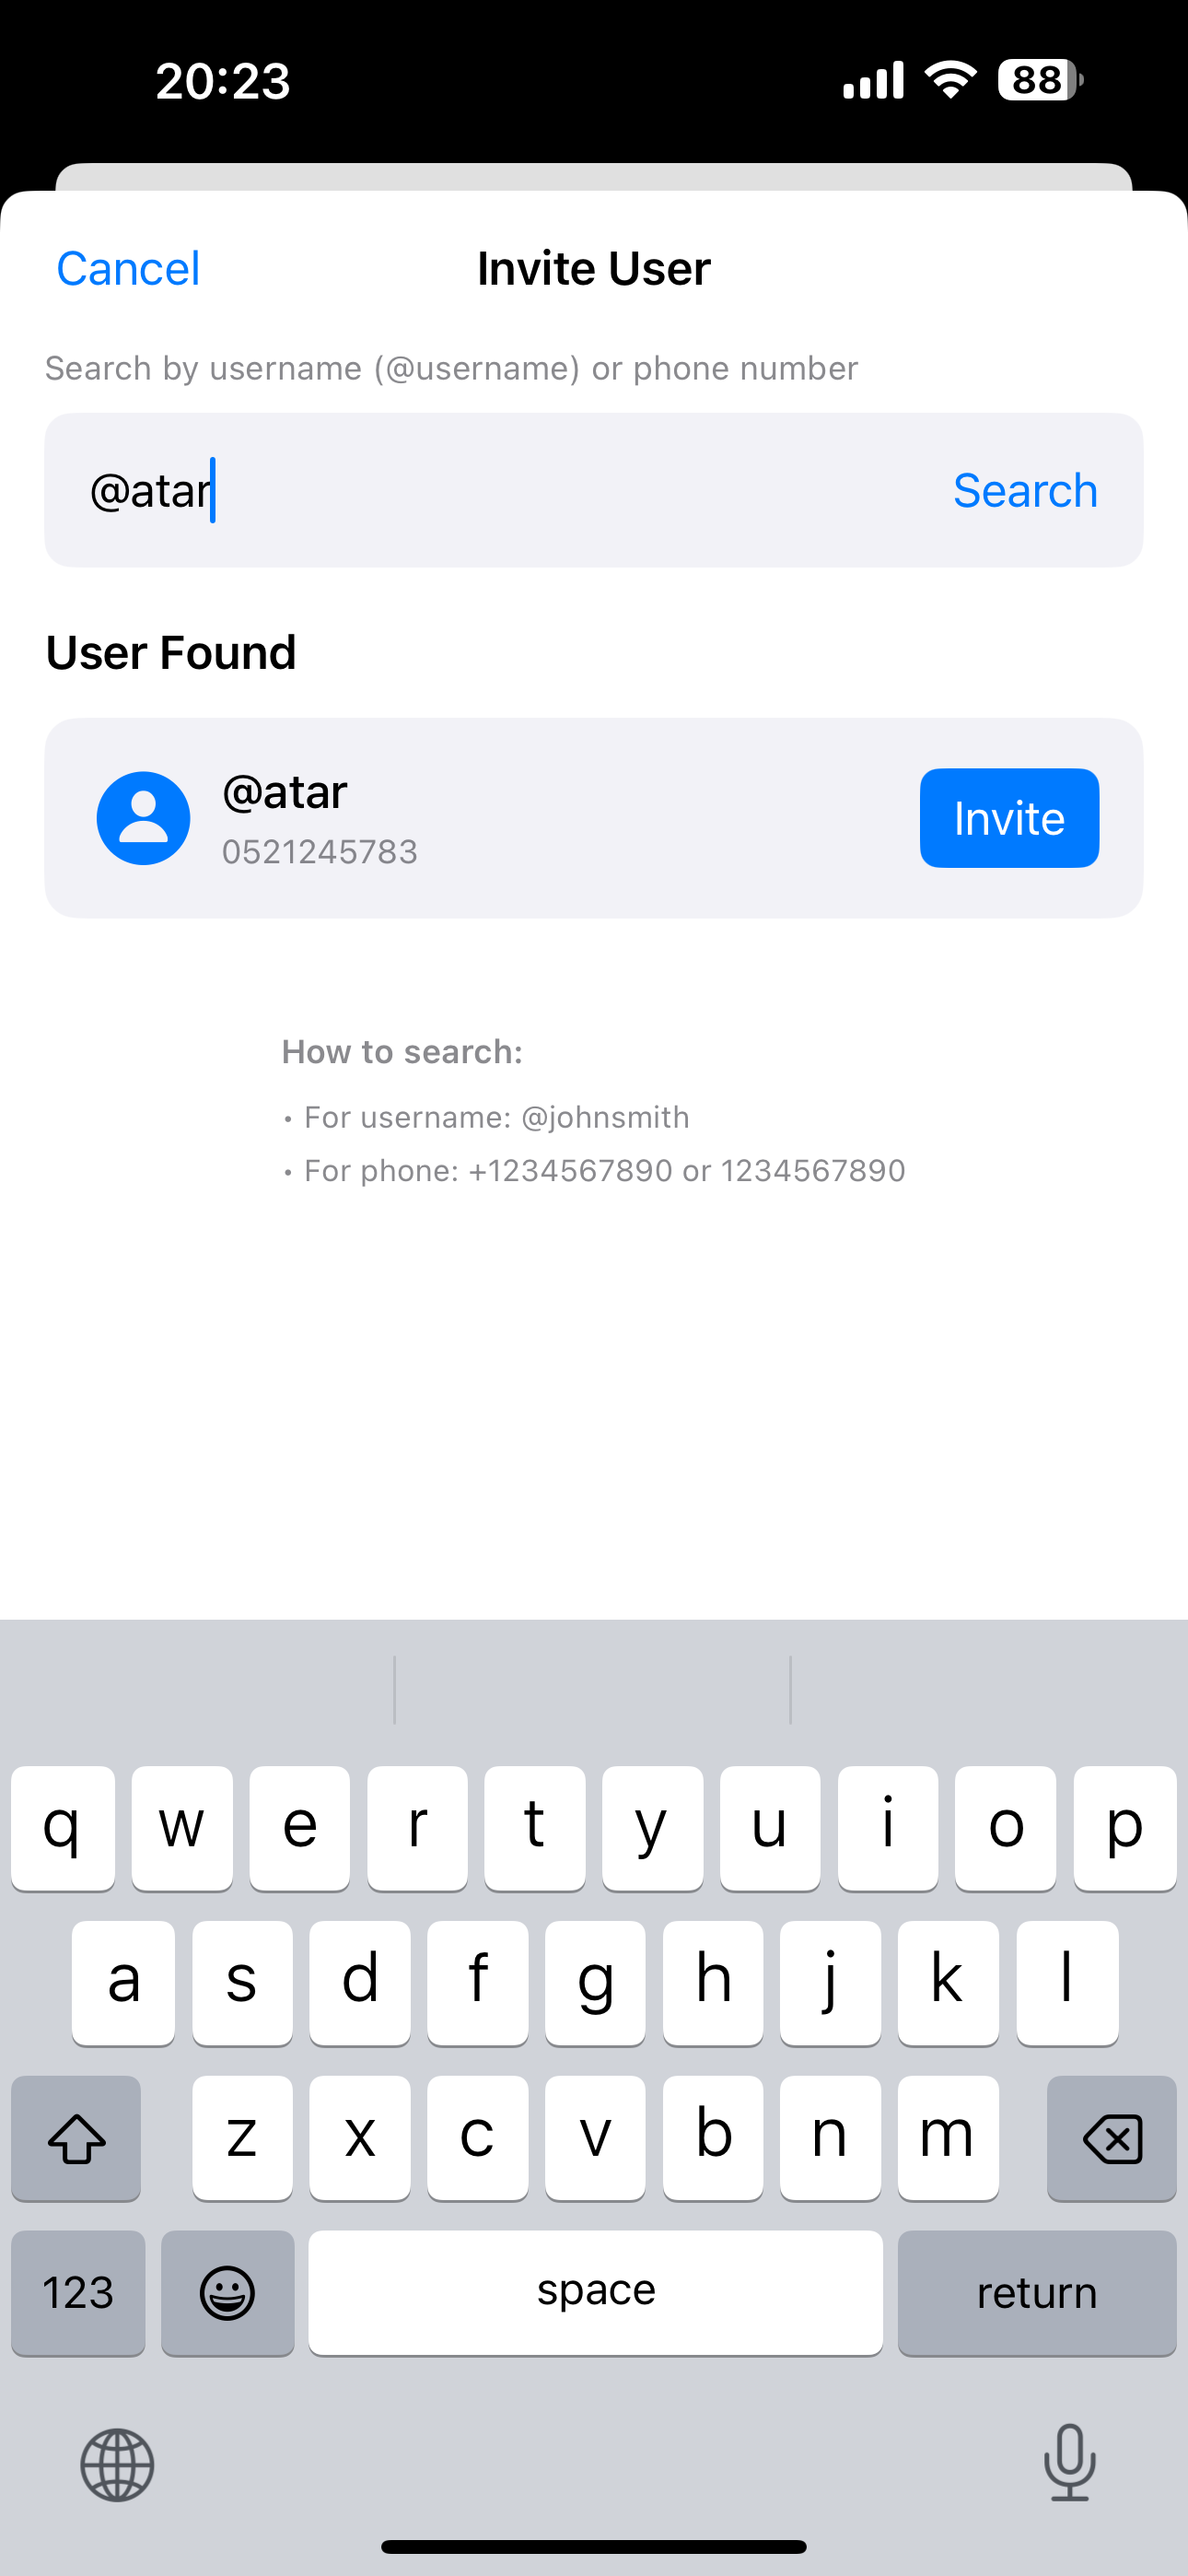 20:23
88
Cancel
Invite User
Search by username (@username) or phone number
@atar
Search
User Found
@atar
0521245783
Invite
How to search:
• For username: @johnsmith
• For phone: +1234567890 or 1234567890
q w e r t y u i o p
a s d f g h j k l
z x c v b n m
123
space
return